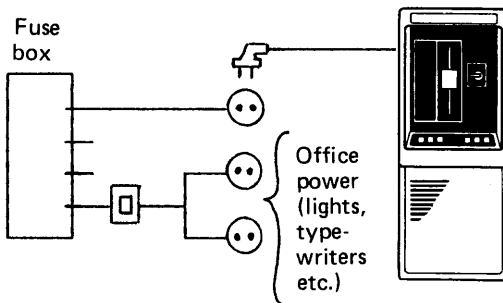 Fuse
box
Office
power
(lights,
type-
writers
etc.)